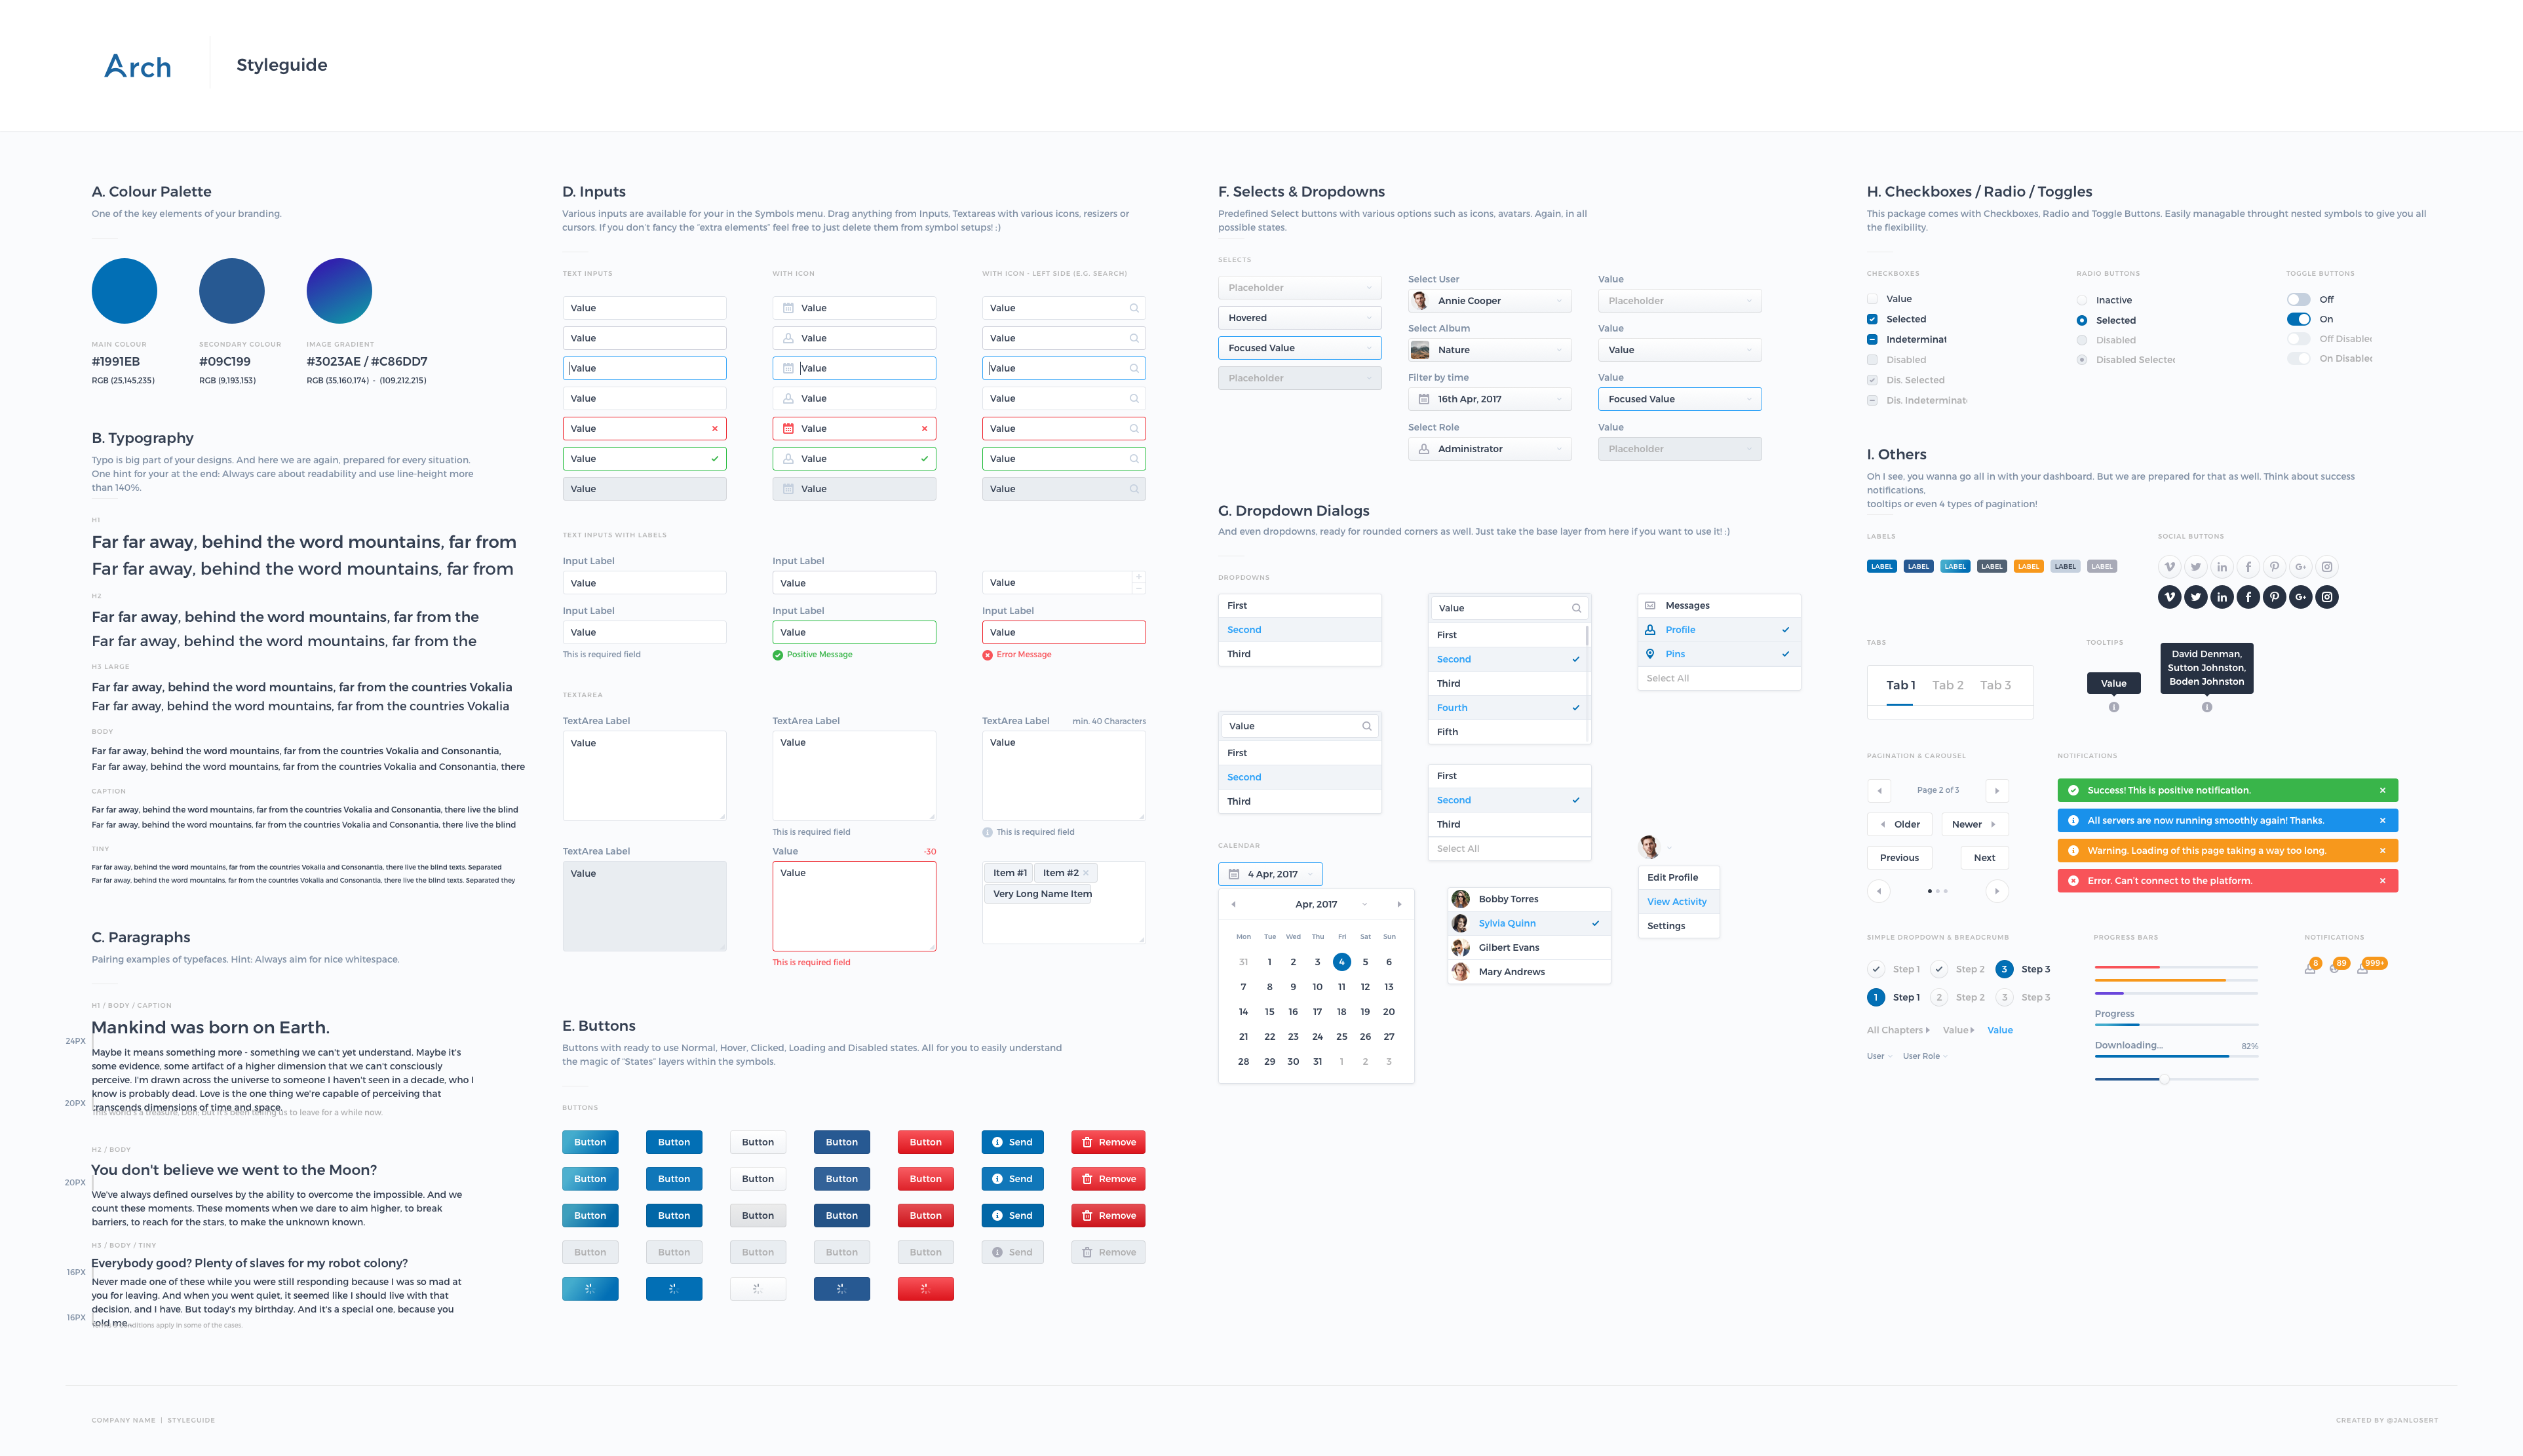 Arch
Styleguide
A. Colour Palette
One of the key elements of your branding.
MAIN COLOUR
#1991EB
RGB (25,145,235)
SECONDARY COLOUR
#09C199
RGB (9,193,153)
IMAGE GRADIENT
#3023AE / #C86DD7
RGB (35,160,174) - (109,212,215)
B. Typography
Typo is big part of your designs. And here we are again, prepared for every situation.
One hint for your at the end: Always care about readability and use line-height more
than 140%.
H1
Far far away, behind the word mountains, far from
Far far away, behind the word mountains, far from
H2
Far far away, behind the word mountains, far from the
Far far away, behind the word mountains, far from the
H3 LARGE
Far far away, behind the word mountains, far from the countries Vokalia
Far far away, behind the word mountains, far from the countries Vokalia
BODY
Far far away, behind the word mountains, far from the countries Vokalia and Consonantia,
Far far away, behind the word mountains, far from the countries Vokalia and Consonantia, there
CAPTION
Far far away, behind the word mountains, far from the countries Vokalia and Consonantia, there live the blind
Far far away, behind the word mountains, far from the countries Vokalia and Consonantia, there live the blind
TINY
Far far away, behind the word mountains, far from the countries Vokalia and Consonantia, there live the blind texts. Separated
Far far away, behind the word mountains, far from the countries Vokalia and Consonantia, there live the blind texts. Separated they
C. Paragraphs
Pairing examples of typefaces. Hint: Always aim for nice whitespace.
H1 / BODY / CAPTION
Mankind was born on Earth.
24PX
Maybe it means something more - something we can't yet understand. Maybe it's
some evidence, some artifact of a higher dimension that we can't consciously
perceive. I'm drawn across the universe to someone I haven't seen in a decade, who I
know is probably dead. Love is the one thing we're capable of perceiving that
transcends dimensions of time and space.
20PX
This world's a treasure, Don, but it's been telling us to leave for a while now.
H2 / BODY
You don't believe we went to the Moon?
20PX
We've always defined ourselves by the ability to overcome the impossible. And we
count these moments. These moments when we dare to aim higher, to break
barriers, to reach for the stars, to make the unknown known.
H3 / BODY / TINY
Everybody good? Plenty of slaves for my robot colony?
16PX
Never made one of these while you were still responding because I was so mad at
you for leaving. And when you went quiet, it seemed like I should live with that
decision, and I have. But today's my birthday. And it's a special one, because you
told me...
16PX
conditions apply in some of the cases.
D. Inputs
Various inputs are available for your in the Symbols menu. Drag anything from Inputs, Textareas with various icons, resizers or
cursors. If you don't fancy the "extra elements" feel free to just delete them from symbol setups! :)
TEXT INPUTS
WITH ICON
WITH ICON - LEFT SIDE (E.G. SEARCH)
Value Value Value
Value Value Value
Value Value Value
Value Value Value
Value Value Value
Value Value Value
Value Value Value
TEXT INPUTS WITH LABELS
Input Label Input Label
Value Value Value
Input Label Input Label Input Label
Value Value Value
This is required field Positive Message Error Message
TEXTAREA
TextArea Label TextArea Label TextArea Label min. 40 Characters
Value Value Value
This is required field This is required field
TextArea Label Value -30
Value Value Item #1 Item #2
Very Long Name Item
This is required field
E. Buttons
Buttons with ready to use Normal, Hover, Clicked, Loading and Disabled states. All for you to easily understand
the magic of "States" layers within the symbols.
BUTTONS
Button Button Button Button Button Send Remove
Button Button Button Button Button Send Remove
Button Button Button Button Button Send Remove
Button Button Button Button Button Send Remove
F. Selects & Dropdowns
Predefined Select buttons with various options such as icons, avatars. Again, in all
possible states.
SELECTS
Placeholder
Hovered
Focused Value
Placeholder
Select User
Annie Cooper
Select Album
Nature
Filter by time
16th Apr, 2017
Select Role
Administrator
Value
Placeholder
Value
Value
Value
Focused Value
Value
Placeholder
G. Dropdown Dialogs
And even dropdowns, ready for rounded corners as well. Just take the base layer from here if you want to use it! :)
DROPDOWNS
First
Second
Third
Value
First
Second
Third
Fourth
Fifth
Messages
Profile
Pins
Select All
Value
First
Second
Third
First
Second
Third
Select All
CALENDAR
4 Apr, 2017
Apr, 2017
Mon Tue Wed Thu Fri Sat Sun
31 1 2 3 4 5 6
7 8 9 10 11 12 13
14 15 16 17 18 19 20
21 22 23 24 25 26 27
28 29 30 31 1 2 3
Bobby Torres
Sylvia Quinn
Gilbert Evans
Mary Andrews
Edit Profile
View Activity
Settings
H. Checkboxes / Radio / Toggles
This package comes with Checkboxes, Radio and Toggle Buttons. Easily managable throught nested symbols to give you all
the flexibility.
CHECKBOXES
Value
Selected
Indeterminat
Disabled
Dis. Selected
Dis. Indeterminat
RADIO BUTTONS
Inactive
Selected
Disabled
Disabled Selected
TOGGLE BUTTONS
Off
On
Off Disabled
On Disabled
I. Others
Oh I see, you wanna go all in with your dashboard. But we are prepared for that as well. Think about success
notifications,
tooltips or even 4 types of pagination!
LABELS
LABEL LABEL LABEL LABEL LABEL LABEL LABEL
SOCIAL BUTTONS
TABS
Tab 1 Tab 2 Tab 3
TOOLTIPS
Value
David Denman,
Sutton Johnston,
Boden Johnston
PAGINATION & CAROUSEL
Page 2 of 3
Older Newer
Previous Next
NOTIFICATIONS
Success! This is positive notification.
All servers are now running smoothly again! Thanks.
Warning. Loading of this page taking a way too long.
Error. Can't connect to the platform.
SIMPLE DROPDOWN & BREADCRUMB
Step 1 Step 2 3 Step 3
1 Step 1 2 Step 2 3 Step 3
All Chapters Value Value
User User Role
PROGRESS BARS
Progress
Downloading... 82%
NOTIFICATIONS
8 89 999+
COMPANY NAME | STYLEGUIDE
CREATED BY @JANLOSERT